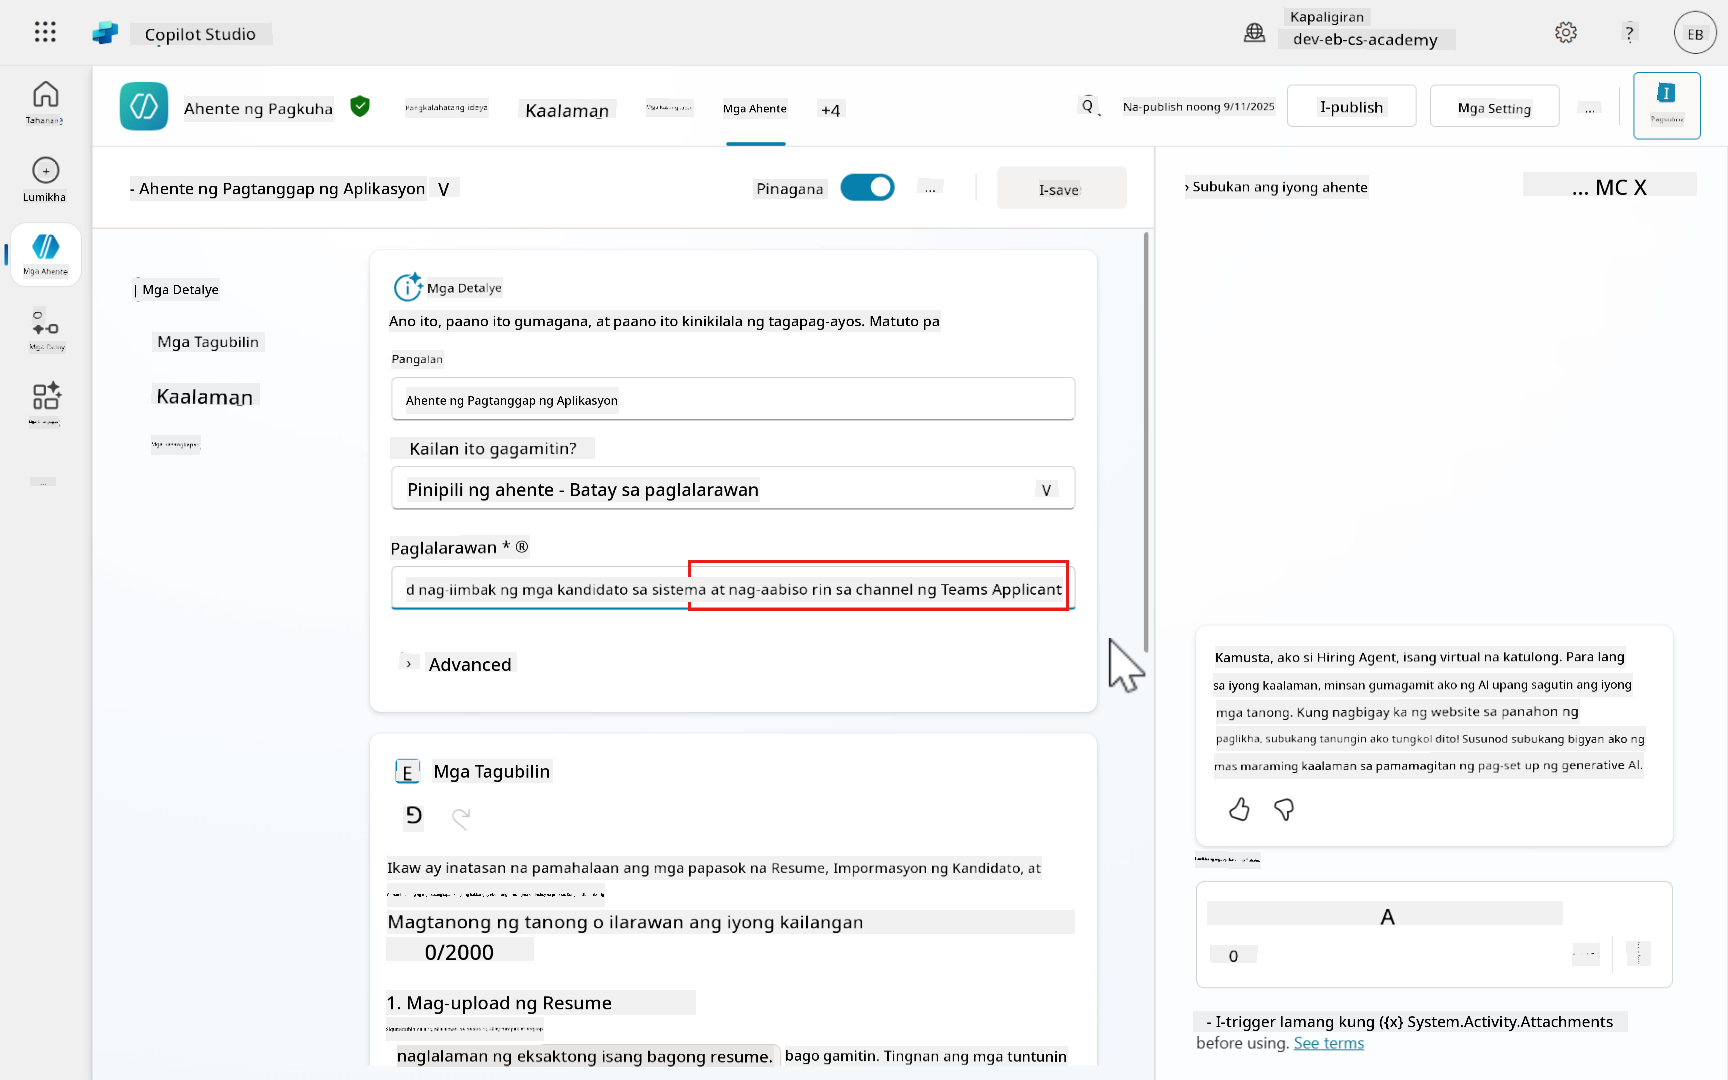 Copilot Studio
Kapaligiran
dev-eb-cs-academy
?
EB
Tahanan
Lumikha
Mga Ahente
Mga Daloy
...
Ahente ng Pagkuha
Pangkalahatang ideya
Kaalaman
Mga Ahente
+4
Na-publish noong 9/11/2025
I-publish
Mga Setting
...
- Ahente ng Pagtanggap ng Aplikasyon V
Pinagana
...
I-save
› Subukan ang iyong ahente
... MC X
| Mga Detalye
Mga Tagubilin
Kaalaman
Mga Detalye
Ano ito, paano ito gumagana, at paano ito kinikilala ng tagapag-ayos. Matuto pa
Pangalan
Ahente ng Pagtanggap ng Aplikasyon
Kailan ito gagamitin?
Pinipili ng ahente - Batay sa paglalarawan V
Paglalarawan * ®
d nag-iimbak ng mga kandidato sa sistema at nag-aabiso rin sa channel ng Teams Applicant
› Advanced
E Mga Tagubilin
Ikaw ay inatasan na pamahalaan ang mga papasok na Resume, Impormasyon ng Kandidato, at
Magtanong ng tanong o ilarawan ang iyong kailangan
0/2000
1. Mag-upload ng Resume
naglalaman ng eksaktong isang bagong resume. bago gamitin. Tingnan ang mga tuntunin
Kamusta, ako si Hiring Agent, isang virtual na katulong. Para lang
sa iyong kaalaman, minsan gumagamit ako ng AI upang sagutin ang iyong
mga tanong. Kung nagbigay ka ng website sa panahon ng
paglikha, subukang tanungin ako tungkol dito! Susunod subukang bigyan ako ng
mas maraming kaalaman sa pamamagitan ng pag-set up ng generative AI.
A
0
- I-trigger lamang kung ({x} System.Activity.Attachments
before using. See terms